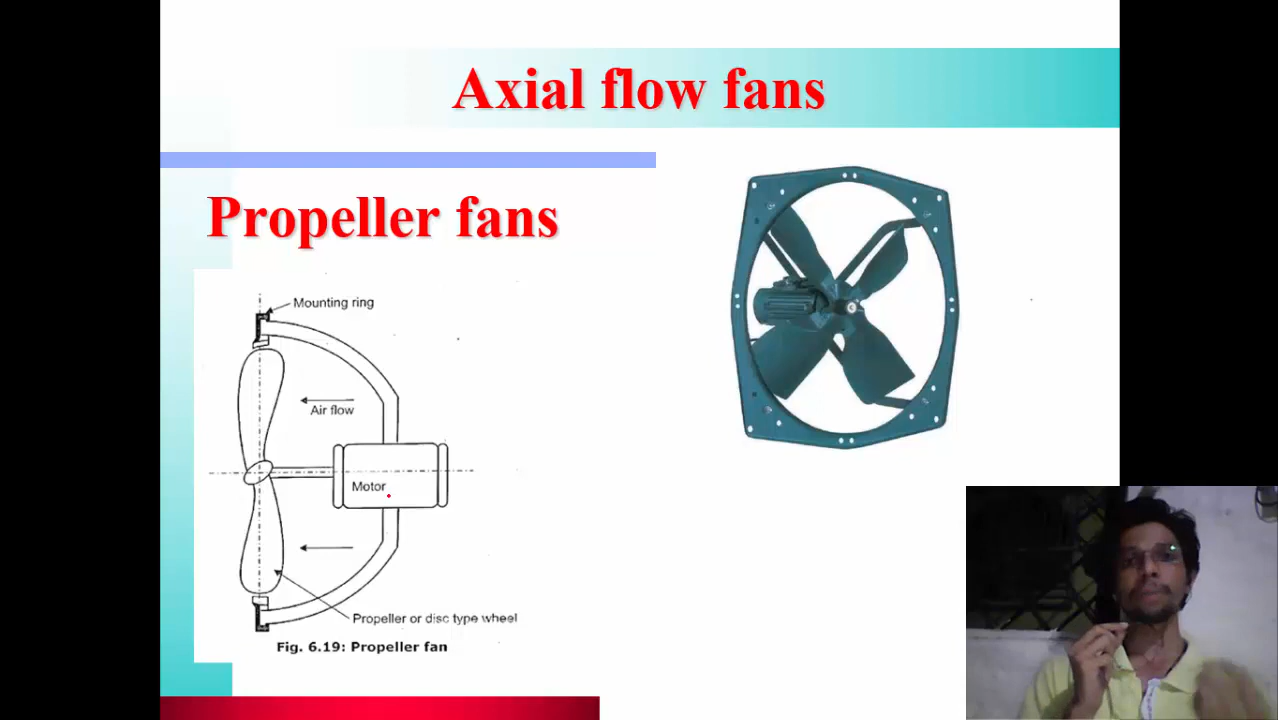 Axial flow fans
Propeller fans
Mounting ring
Air flow
Motor
Propeller or disc type wheel
Fig. 6.19: Propeller fan